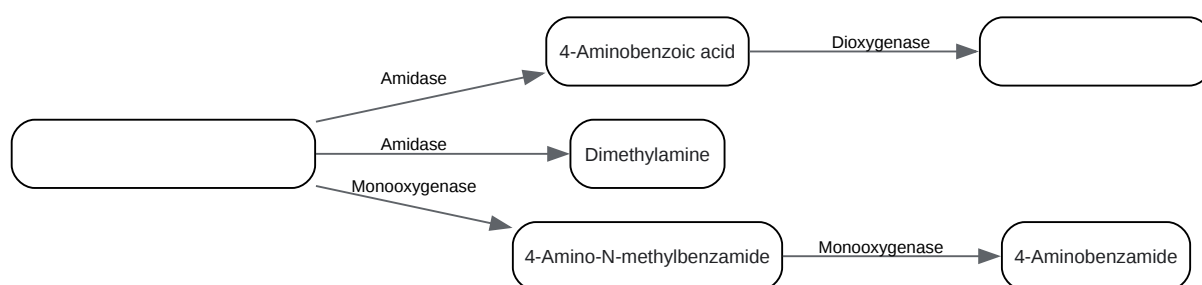 4-Aminobenzoic acid
Dioxygenase
Amidase
Amidase
Dimethylamine
Monooxygenase
4-Amino-N-methylbenzamide
Monooxygenase
4-Aminobenzamide